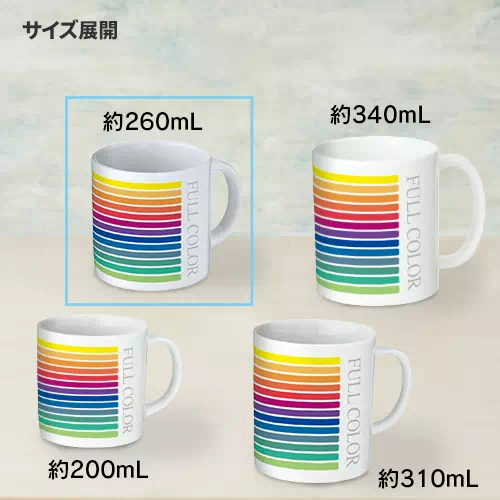 サイズ展開
約260mL
約340mL
FULL COLOR
FULL COLOR
FULL COLOR
FULL COLOR
約200mL
約310mL